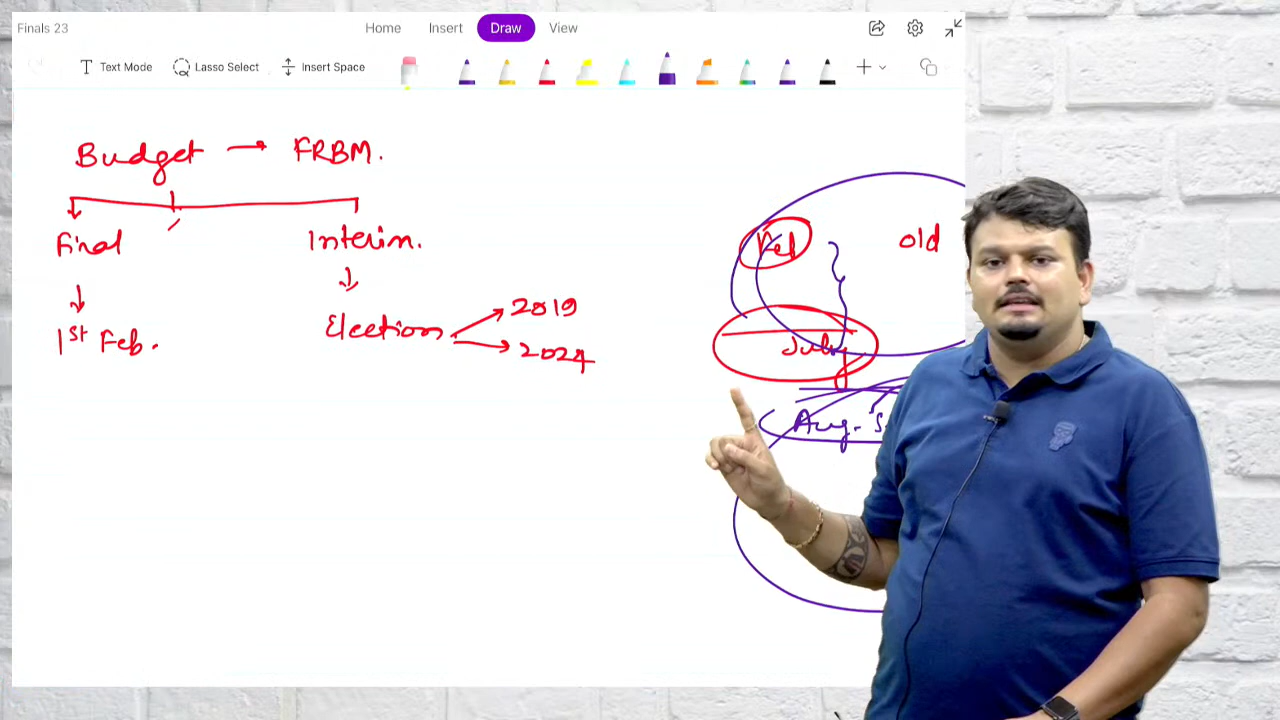 Finals 23
Home Insert Draw View
Text Mode Lasso Select Insert Space
Budget → FRBM.
Final Interim.
1st Feb.
Election → 2019
→ 2024
Feb old
July
Aug.